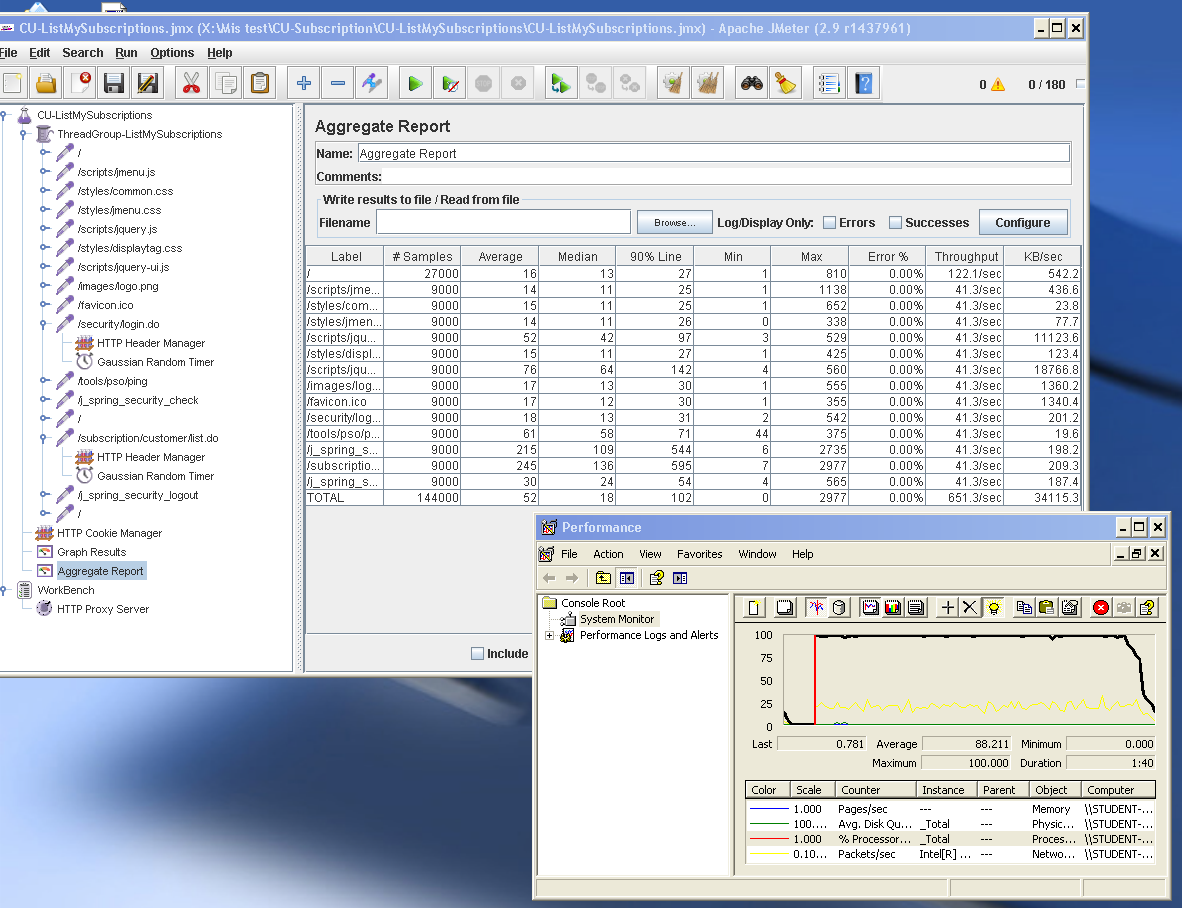 CU-ListMySubscriptions.jmx (X:\Mis test\CU-Subscription\CU-ListMySubscriptions\CU-ListMySubscriptions.jmx) - Apache JMeter (2.9 r1437961)
File Edit Search Run Options Help
0 0 / 180
CU-ListMySubscriptions
ThreadGroup-ListMySubscriptions
/
/scripts/jmenu.js
/styles/common.css
/styles/jmenu.css
/scripts/jquery.js
/styles/displaytag.css
/scripts/jquery-ui.js
/images/logo.png
/favicon.ico
/security/login.do
HTTP Header Manager
Gaussian Random Timer
/tools/pso/ping
/j_spring_security_check
/
/subscription/customer/list.do
HTTP Header Manager
Gaussian Random Timer
/j_spring_security_logout
/
HTTP Cookie Manager
Graph Results
Aggregate Report
WorkBench
HTTP Proxy Server
Aggregate Report
Name: Aggregate Report
Comments:
Write results to file / Read from file
Filename Browse... Log/Display Only: Errors Successes Configure
Label # Samples Average Median 90% Line Min Max Error % Throughput KB/sec
/ 27000 16 13 27 1 810 0.00% 122.1/sec 542.2
/scripts/jme... 9000 14 11 25 1 1138 0.00% 41.3/sec 436.6
/styles/com... 9000 15 11 25 1 652 0.00% 41.3/sec 23.8
/styles/jmen... 9000 14 11 26 0 338 0.00% 41.3/sec 77.7
/scripts/jqu... 9000 52 42 97 3 529 0.00% 41.3/sec 11123.6
/styles/displ... 9000 15 11 27 1 425 0.00% 41.3/sec 123.4
/scripts/jqu... 9000 76 64 142 4 560 0.00% 41.3/sec 18766.8
/images/log... 9000 17 13 30 1 555 0.00% 41.3/sec 1360.2
/favicon.ico 9000 17 12 30 1 355 0.00% 41.3/sec 1340.4
/security/log... 9000 18 13 31 2 542 0.00% 41.3/sec 201.2
/tools/pso/p... 9000 61 58 71 44 375 0.00% 41.3/sec 19.6
/j_spring_s... 9000 215 109 544 6 2735 0.00% 41.3/sec 198.2
/subscriptio... 9000 245 136 595 7 2977 0.00% 41.3/sec 209.3
/j_spring_s... 9000 30 24 54 4 565 0.00% 41.3/sec 187.4
TOTAL 144000 52 18 102 0 2977 0.00% 651.3/sec 34115.3
Include
Performance
File Action View Favorites Window Help
Console Root
System Monitor
Performance Logs and Alerts
100
75
50
25
0
Last 0.781 Average 88.211 Minimum 0.000
Maximum 100.000 Duration 1:40
Color Scale Counter Instance Parent Object Computer
1.000 Pages/sec --- --- Memory \\STUDENT-...
100.... Avg. Disk Qu... _Total --- Physic... \\STUDENT-...
1.000 % Processor... _Total --- Proces... \\STUDENT-...
0.10... Packets/sec Intel[R] ... --- Netwo... \\STUDENT-...